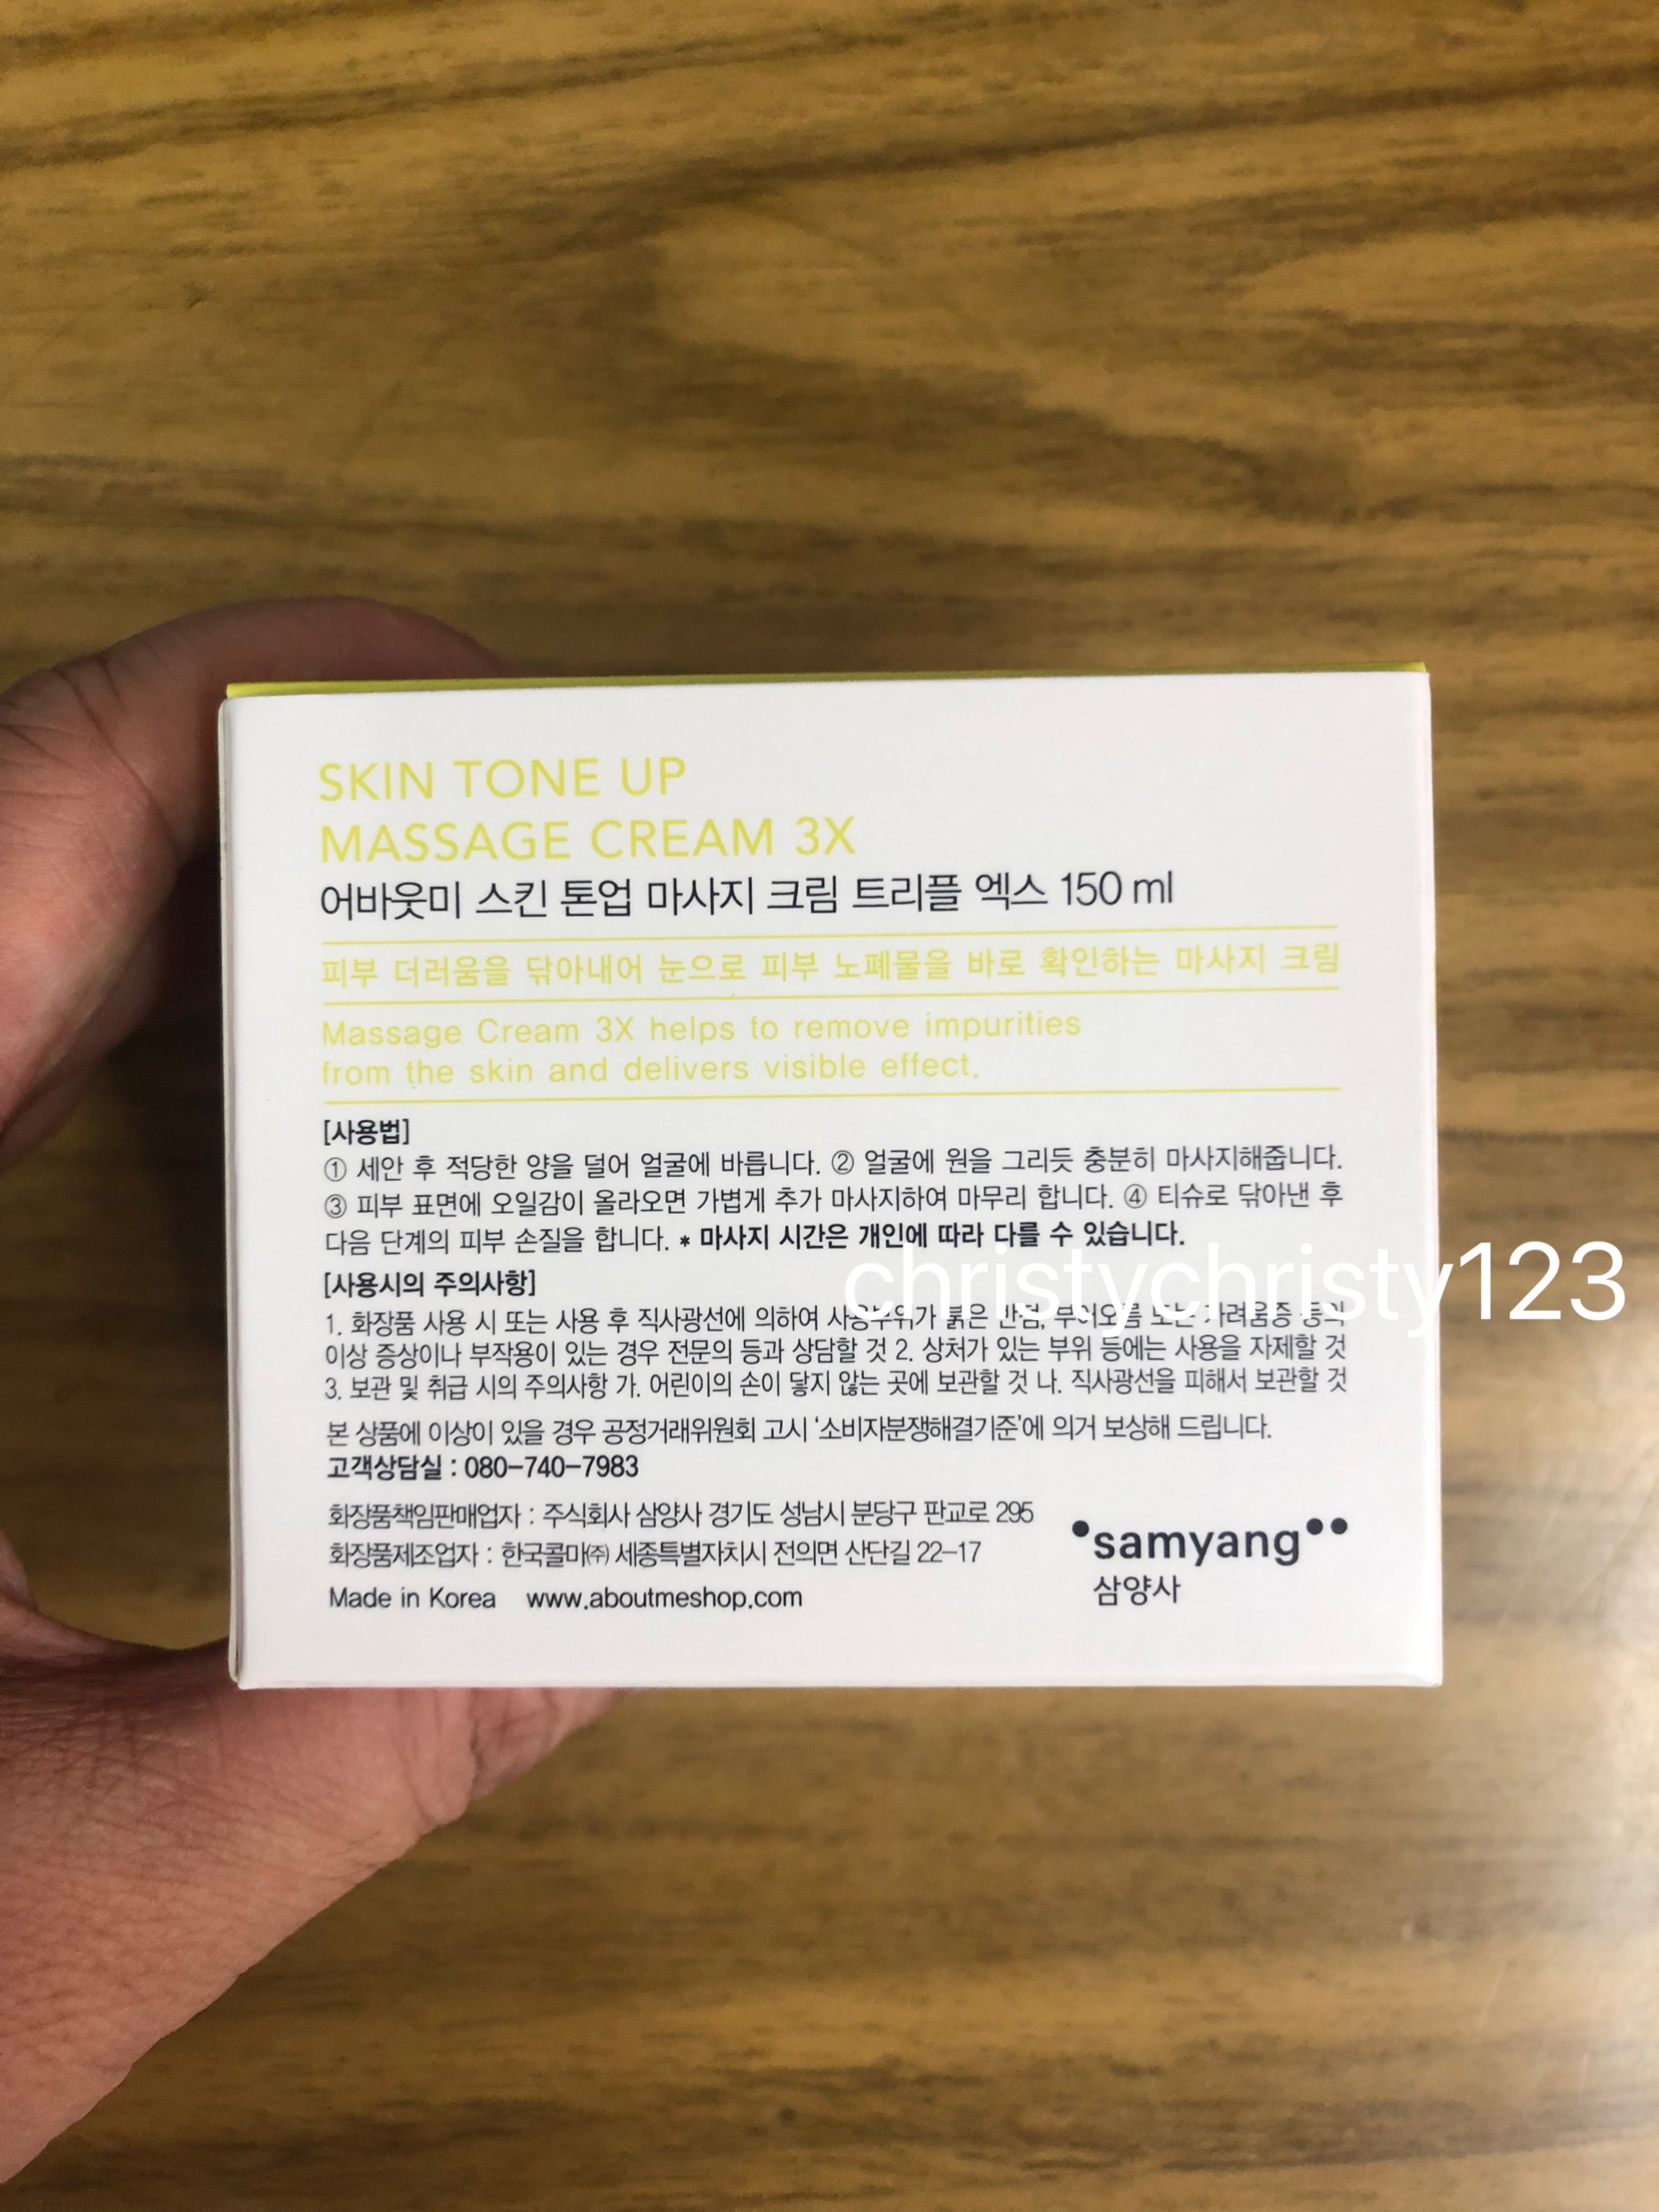 SKIN TONE UP
MASSAGE CREAM 3X
어바웃미 스킨 톤업 마사지 크림 트리플 엑스 150 ml
피부 더러움을 닦아내어 눈으로 피부 노폐물을 바로 확인하는 마사지 크림
Massage Cream 3X helps to remove impurities
from the skin and delivers visible effect.
[사용법]
① 세안 후 적당한 양을 덜어 얼굴에 바릅니다. ② 얼굴에 원을 그리듯 충분히 마사지해줍니다.
③ 피부 표면에 오일감이 올라오면 가볍게 추가 마사지하여 마무리 합니다. ④ 티슈로 닦아낸 후
다음 단계의 피부 손질을 합니다. * 마사지 시간은 개인에 따라 다를 수 있습니다.
christychristy123
[사용시의 주의사항]
1. 화장품 사용 시 또는 사용 후 직사광선에 의하여 사용부위가 붉은 반점, 부어오름 또는 가려움증 등의
이상 증상이나 부작용이 있는 경우 전문의 등과 상담할 것 2. 상처가 있는 부위 등에는 사용을 자제할 것
3. 보관 및 취급 시의 주의사항 가. 어린이의 손이 닿지 않는 곳에 보관할 것 나. 직사광선을 피해서 보관할 것
본 상품에 이상이 있을 경우 공정거래위원회 고시 '소비자분쟁해결기준'에 의거 보상해 드립니다.
고객상담실 : 080-740-7983
화장품책임판매업자 : 주식회사 삼양사 경기도 성남시 분당구 판교로 295
화장품제조업자 : 한국콜마㈜ 세종특별자치시 전의면 산단길 22-17
Made in Korea www.aboutmeshop.com
samyang
삼양사